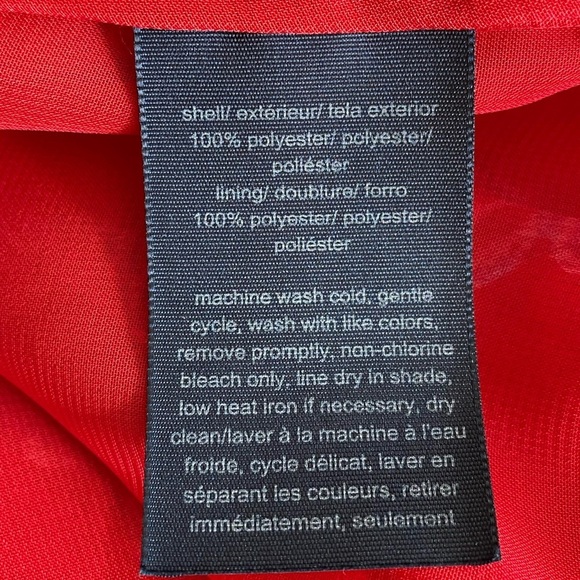 shell/ extérieur/ tela exterior
100% polyester/ polyester/
poliéster
lining/ doublure/ forro
100% polyester/ polyester/
poliéster
machine wash cold, gentle
cycle, wash with like colors,
remove promptly, non-chlorine
bleach only, line dry in shade,
low heat iron if necessary, dry
clean/laver à la machine à l'eau
froide, cycle délicat, laver en
séparant les couleurs, retirer
immédiatement, seulement